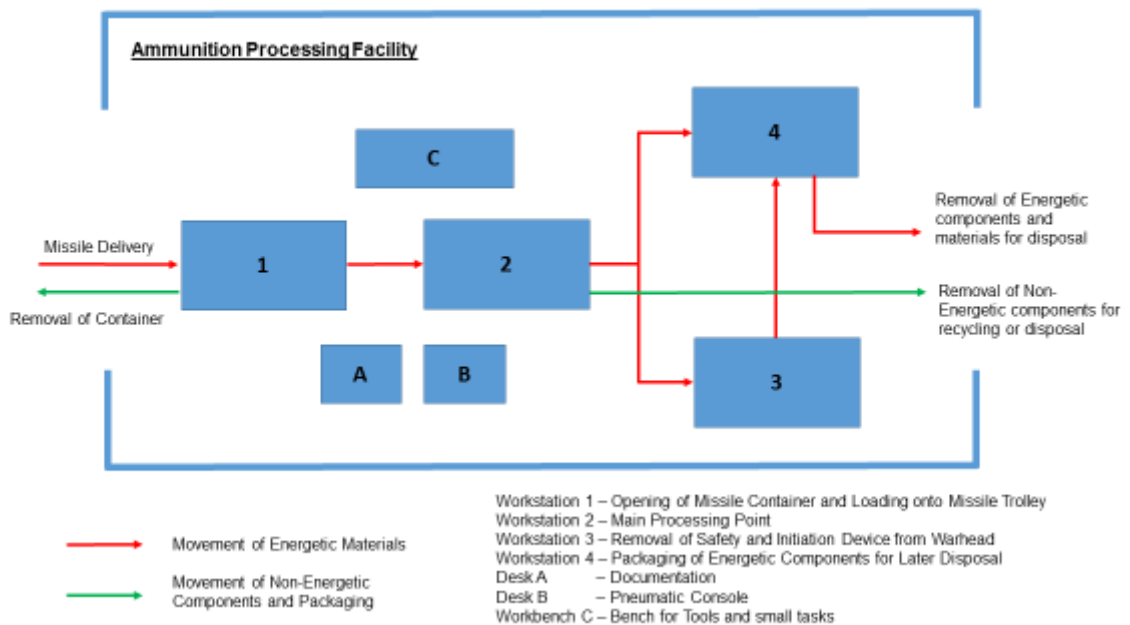 Ammunition Processing Facility
C
4
Missile Delivery
1
2
Removal of Energetic
components and
materials for disposal
Removal of Container
Removal of Non-
Energetic components for
recycling or disposal
A
B
3
Movement of Energetic Materials
Movement of Non-Energetic
Components and Packaging
Workstation 1 – Opening of Missile Container and Loading onto Missile Trolley
Workstation 2 – Main Processing Point
Workstation 3 – Removal of Safety and Initiation Device from Warhead
Workstation 4 – Packaging of Energetic Components for Later Disposal
Desk A – Documentation
Desk B – Pneumatic Console
Workbench C – Bench for Tools and small tasks